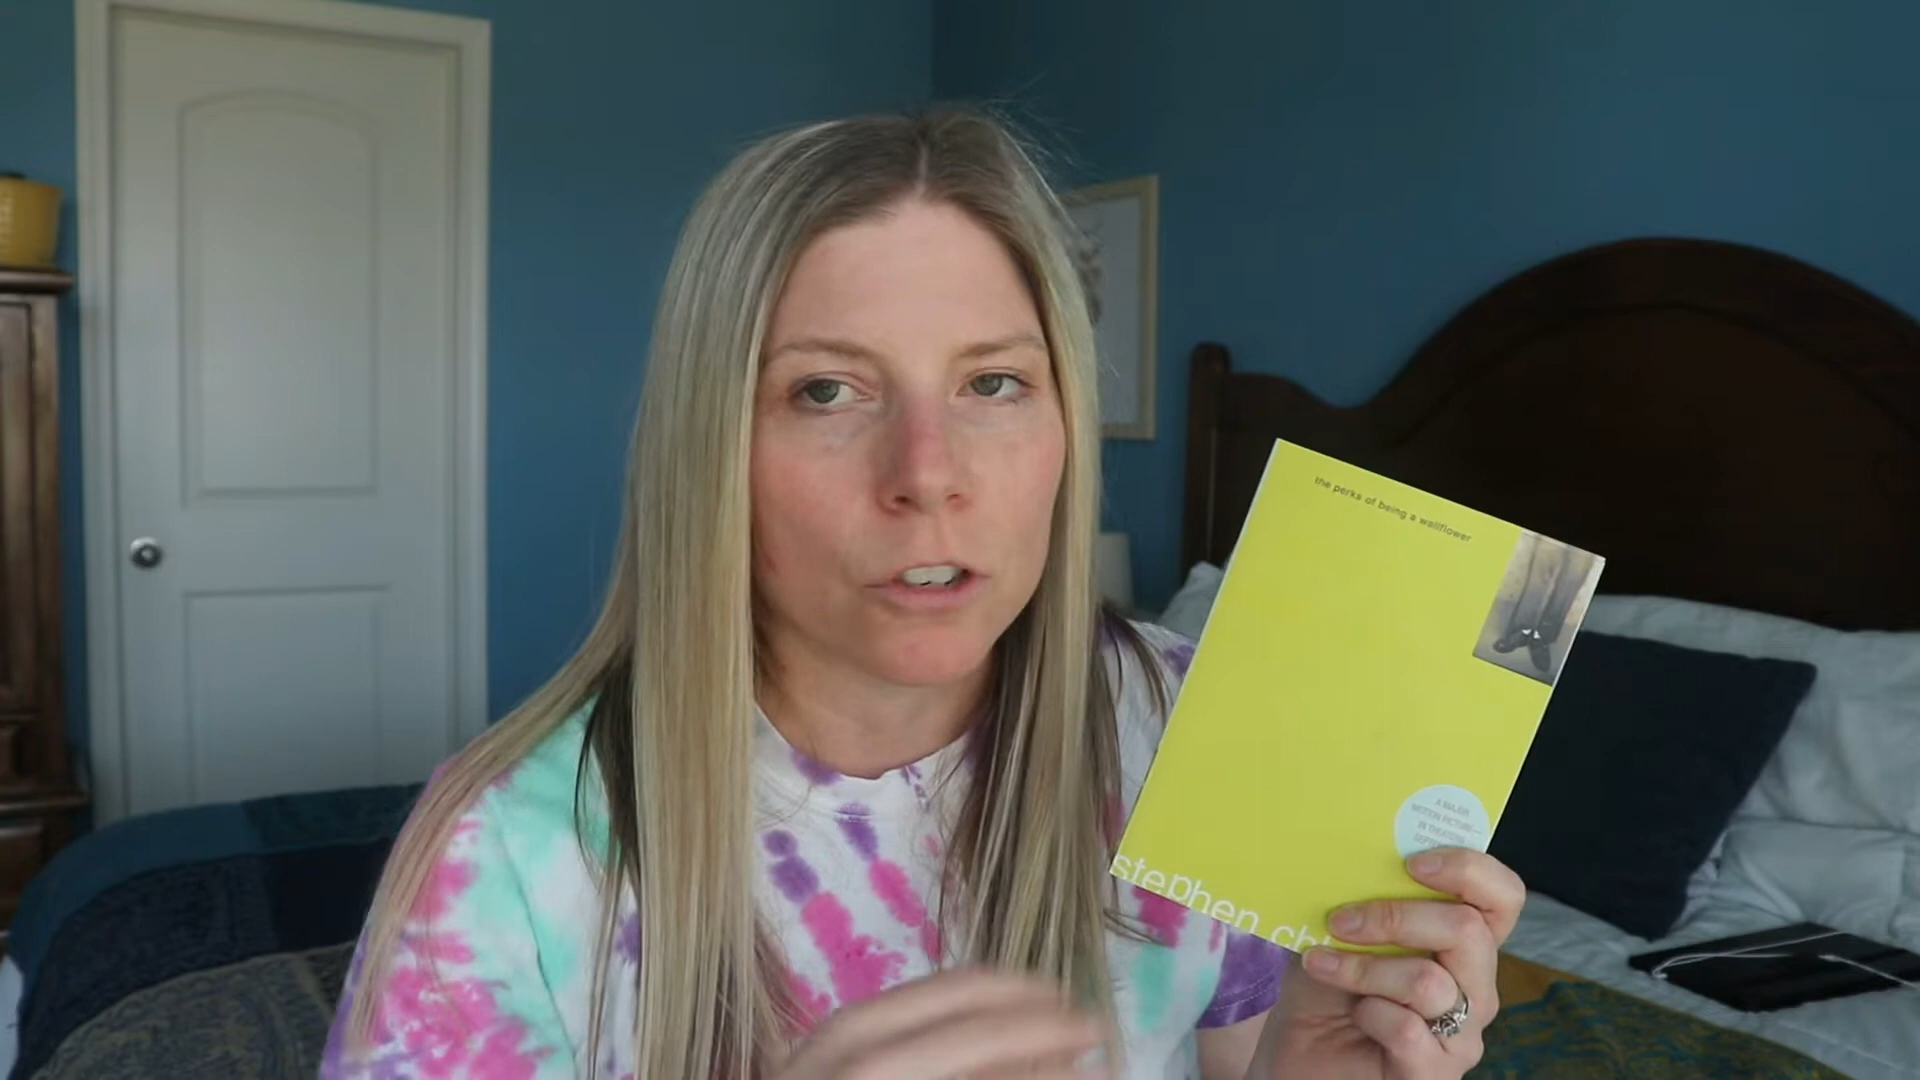 the perks of being a wallflower
A MAJOR
MOTION PICTURE—
IN THEATERS
stephen